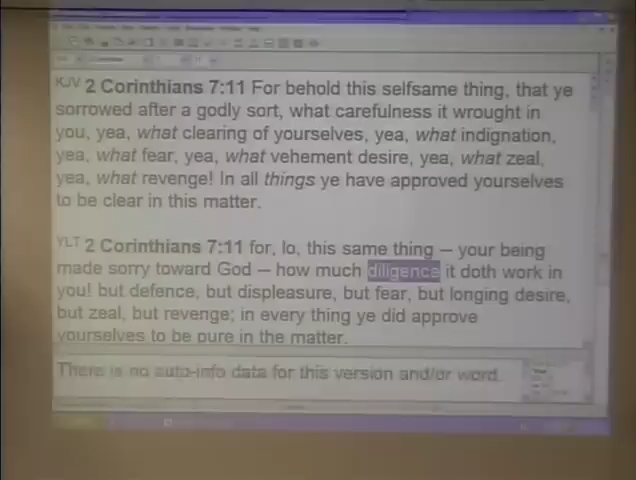 KJV 2 Corinthians 7:11 For behold this selfsame thing, that ye
sorrowed after a godly sort, what carefulness it wrought in
you, yea, what clearing of yourselves, yea, what indignation,
yea, what fear, yea, what vehement desire, yea, what zeal,
yea, what revenge! In all things ye have approved yourselves
to be clear in this matter.
YLT 2 Corinthians 7:11 for, lo, this same thing — your being
made sorry toward God — how much diligence it doth work in
you! but defence, but displeasure, but fear, but longing desire,
but zeal, but revenge; in every thing ye did approve
yourselves to be pure in the matter.
There is no auto-info data for this version and/or word.